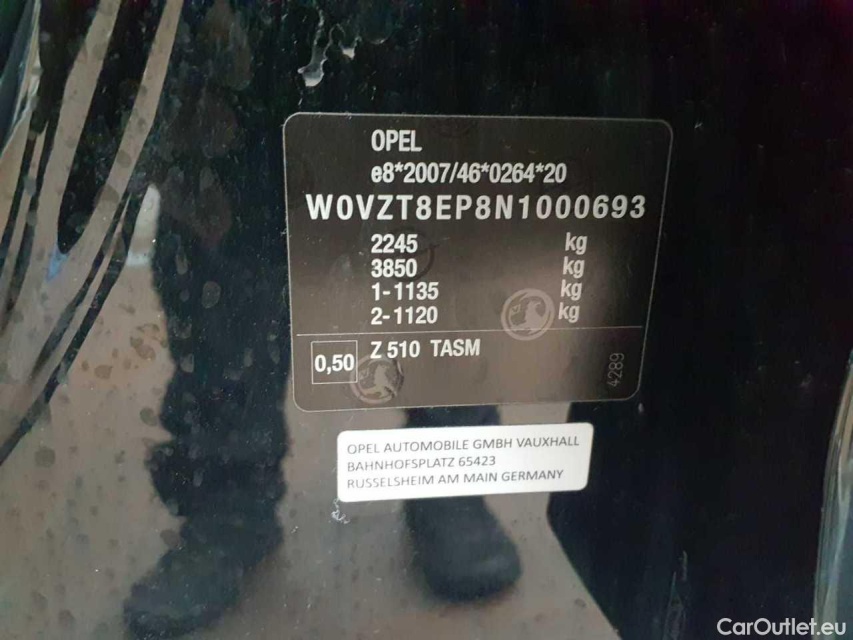 OPEL
e8*2007/46*0264*20
W0VZT8EP8N1000693
2245 kg
3850 kg
1-1135 kg
2-1120 kg
0,50 Z 510 TASM
4289
OPEL AUTOMOBILE GMBH VAUXHALL
BAHNHOFSPLATZ 65423
RUSSELSHEIM AM MAIN GERMANY
CarOutlet.eu